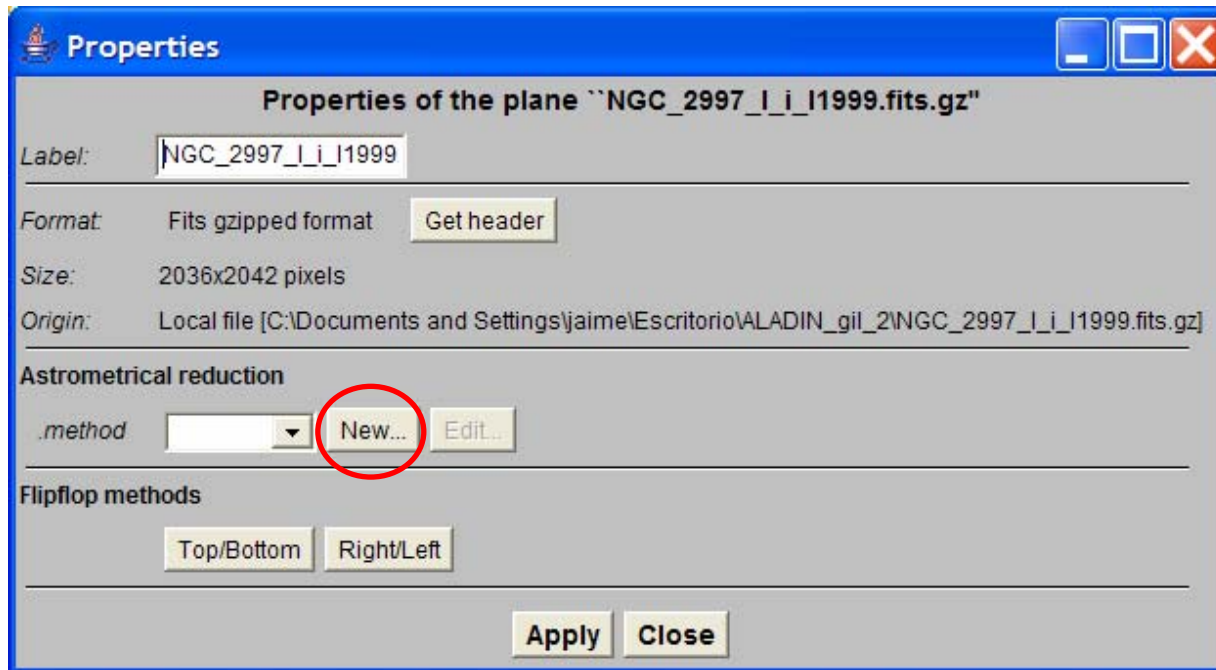 Properties
Properties of the plane ``NGC_2997_I_i_I1999.fits.gz"
Label: NGC_2997_I_i_I1999
Format: Fits gzipped format Get header
Size: 2036x2042 pixels
Origin: Local file [C:\Documents and Settings\jaime\Escritorio\ALADIN_gil_2\NGC_2997_I_i_I1999.fits.gz]
Astrometrical reduction
.method New... Edit...
Flipflop methods
Top/Bottom Right/Left
Apply Close